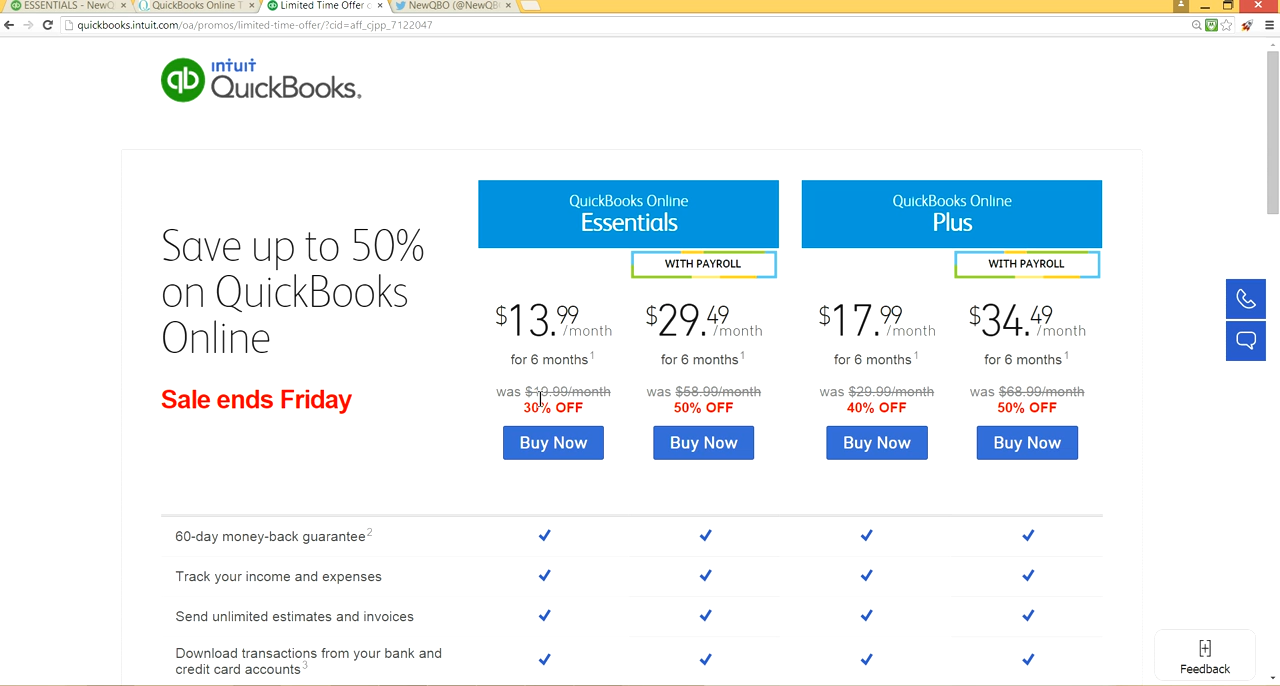 ESSENTIALS - NewQ
QuickBooks Online T
Limited Time Offer o
NewQBO (@NewQB
quickbooks.intuit.com/oa/promos/limited-time-offer/?cid=aff_cjpp_7122047
qb intuit
QuickBooks.
Save up to 50%
on QuickBooks
Online
Sale ends Friday
QuickBooks Online
Essentials
QuickBooks Online
Plus
WITH PAYROLL
WITH PAYROLL
$13.99/month
for 6 months1
was $19.99/month
30% OFF
Buy Now
$29.49/month
for 6 months1
was $58.99/month
50% OFF
Buy Now
$17.99/month
for 6 months1
was $29.99/month
40% OFF
Buy Now
$34.49/month
for 6 months1
was $68.99/month
50% OFF
Buy Now
60-day money-back guarantee2
Track your income and expenses
Send unlimited estimates and invoices
Download transactions from your bank and
credit card accounts3
Feedback